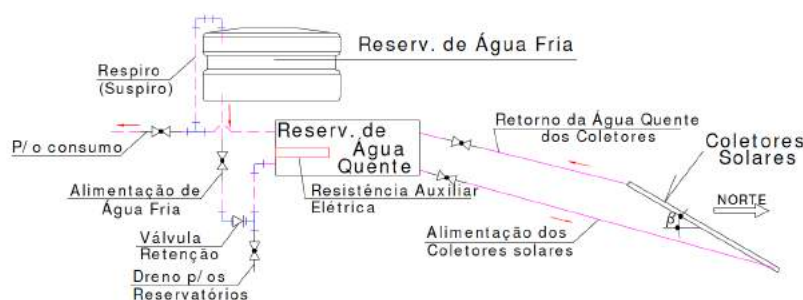 Reserv. de Água Fria
Respiro
(Suspiro)
P/ o consumo
Reserv. de
Água
Quente
Retorno da Água Quente
dos Coletores
Coletores
Solares
NORTE
β
Alimentação de
Água Fria
Resistência Auxiliar
Elétrica
Alimentação dos
Coletores solares
Válvula
Retenção
Dreno p/ os
Reservatórios